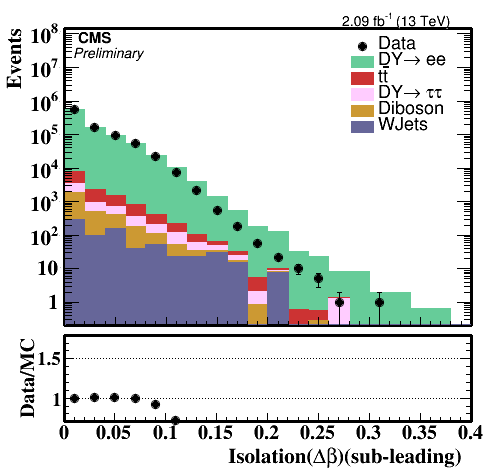 2.09 fb⁻¹ (13 TeV)
CMS
Preliminary
Events
10⁸
10⁷
10⁶
10⁵
10⁴
10³
10²
10
1
Data
DY→ ee
tt̄
DY→ ττ
Diboson
WJets
Data/MC
1.5
1
0 0.05 0.1 0.15 0.2 0.25 0.3 0.35 0.4
Isolation(Δβ)(sub-leading)